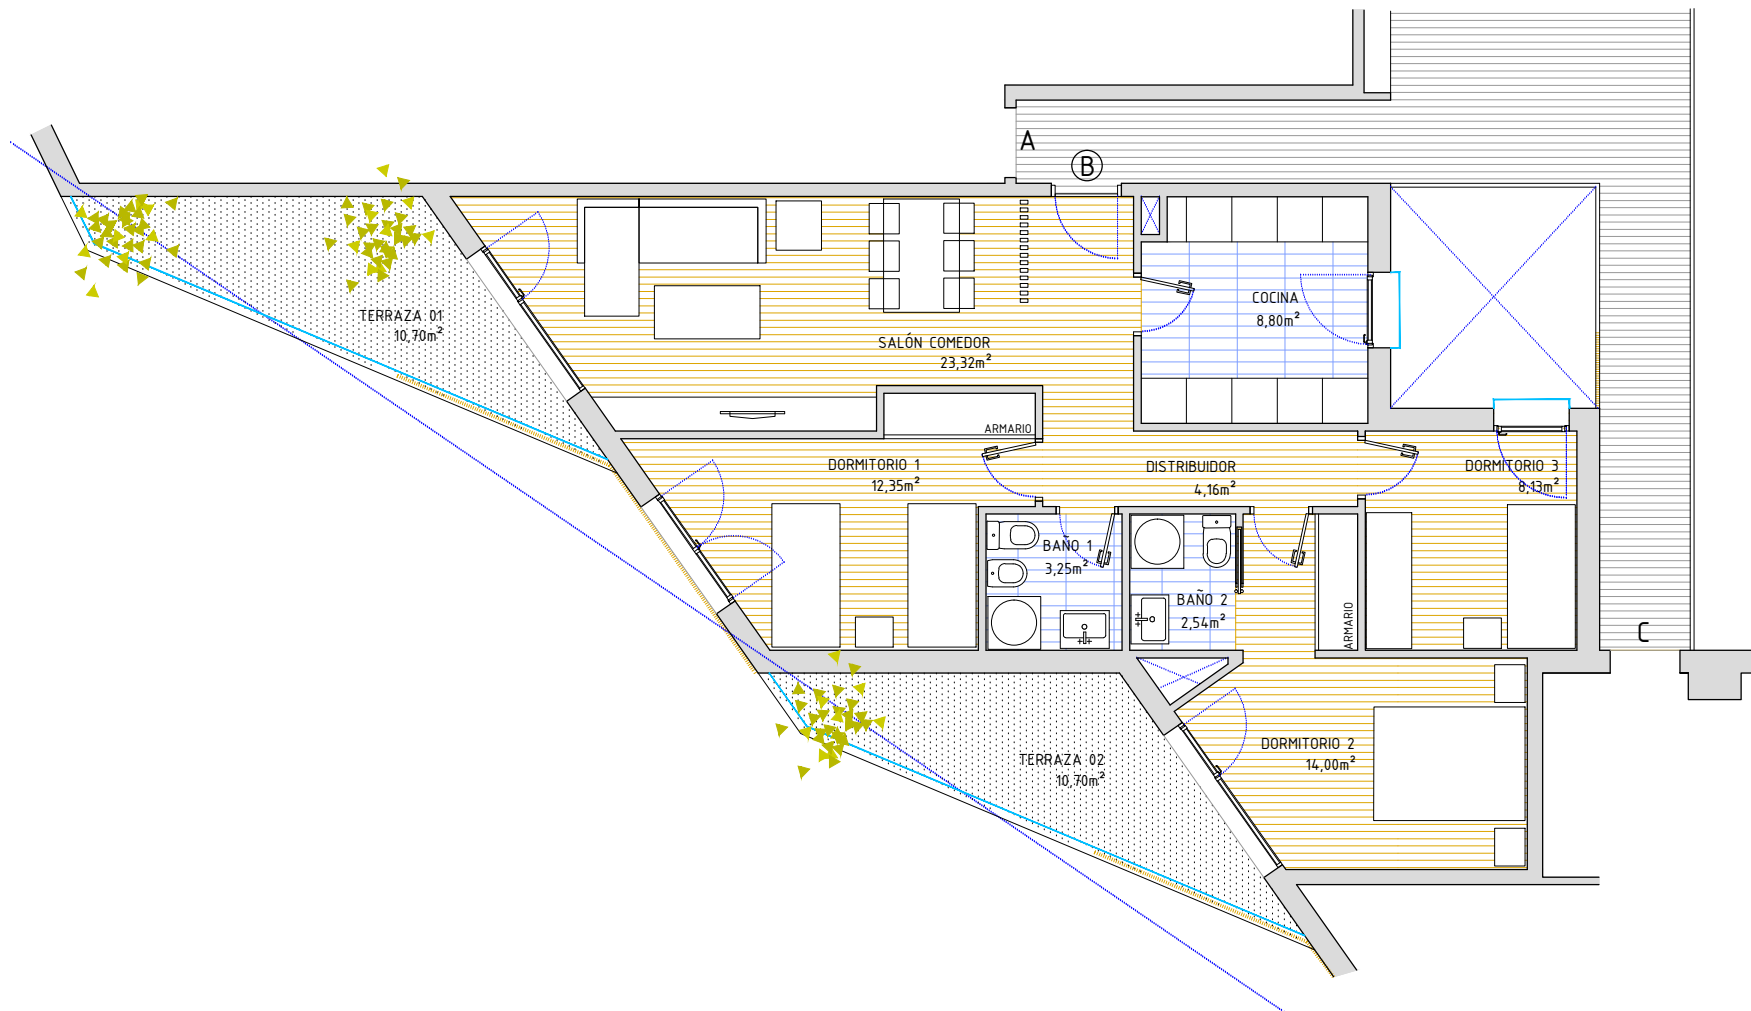 A
B
TERRAZA 01
10,70m²
COCINA
8,80m²
SALÓN COMEDOR
23,32m²
ARMARIO
DORMITORIO 1
12,35m²
DISTRIBUIDOR
4,16m²
DORMITORIO 3
8,13m²
BAÑO 1
3,25m²
BAÑO 2
2,54m²
ARMARIO
C
TERRAZA 02
10,70m²
DORMITORIO 2
14,00m²